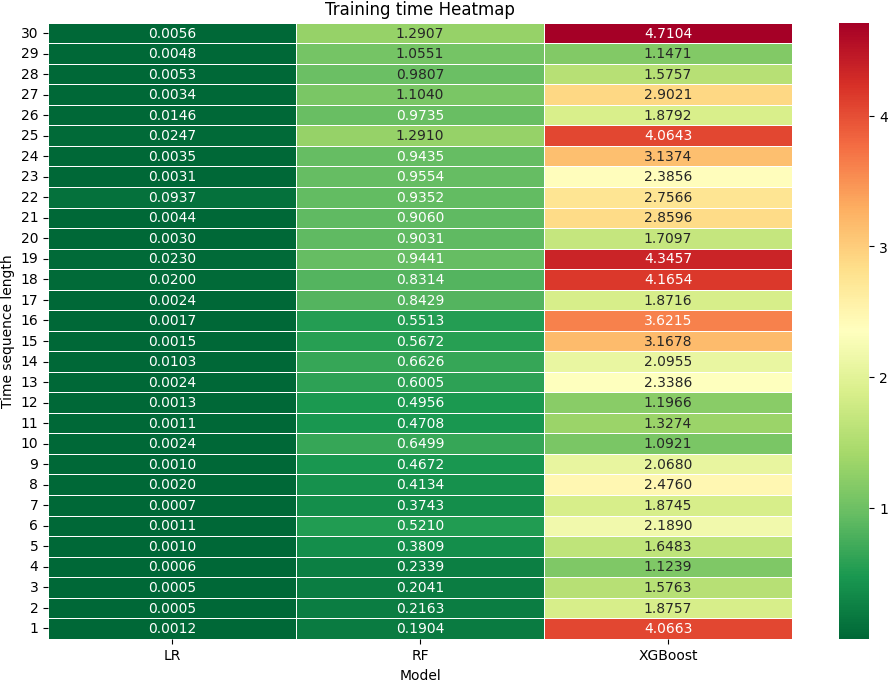 Training time Heatmap
30 0.0056 1.2907 4.7104
29 0.0048 1.0551 1.1471
28 0.0053 0.9807 1.5757
27 0.0034 1.1040 2.9021
26 0.0146 0.9735 1.8792
25 0.0247 1.2910 4.0643
24 0.0035 0.9435 3.1374
23 0.0031 0.9554 2.3856
22 0.0937 0.9352 2.7566
21 0.0044 0.9060 2.8596
20 0.0030 0.9031 1.7097
19 0.0230 0.9441 4.3457
18 0.0200 0.8314 4.1654
17 0.0024 0.8429 1.8716
16 0.0017 0.5513 3.6215
15 0.0015 0.5672 3.1678
14 0.0103 0.6626 2.0955
13 0.0024 0.6005 2.3386
12 0.0013 0.4956 1.1966
11 0.0011 0.4708 1.3274
10 0.0024 0.6499 1.0921
9 0.0010 0.4672 2.0680
8 0.0020 0.4134 2.4760
7 0.0007 0.3743 1.8745
6 0.0011 0.5210 2.1890
5 0.0010 0.3809 1.6483
4 0.0006 0.2339 1.1239
3 0.0005 0.2041 1.5763
2 0.0005 0.2163 1.8757
1 0.0012 0.1904 4.0663
LR RF XGBoost
Model
Time sequence length
4
3
2
1